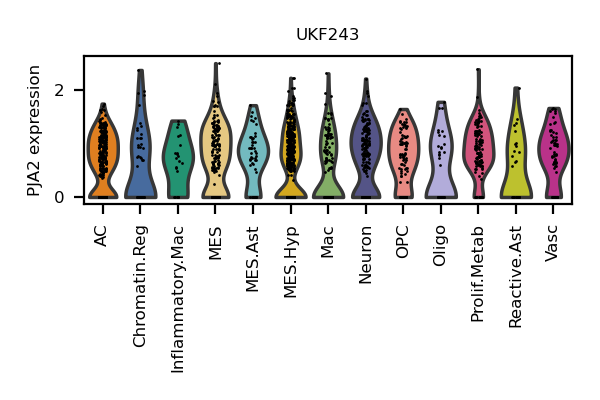 UKF243
PJA2 expression
2
0
AC
Chromatin.Reg
Inflammatory.Mac
MES
MES.Ast
MES.Hyp
Mac
Neuron
OPC
Oligo
Prolif.Metab
Reactive.Ast
Vasc